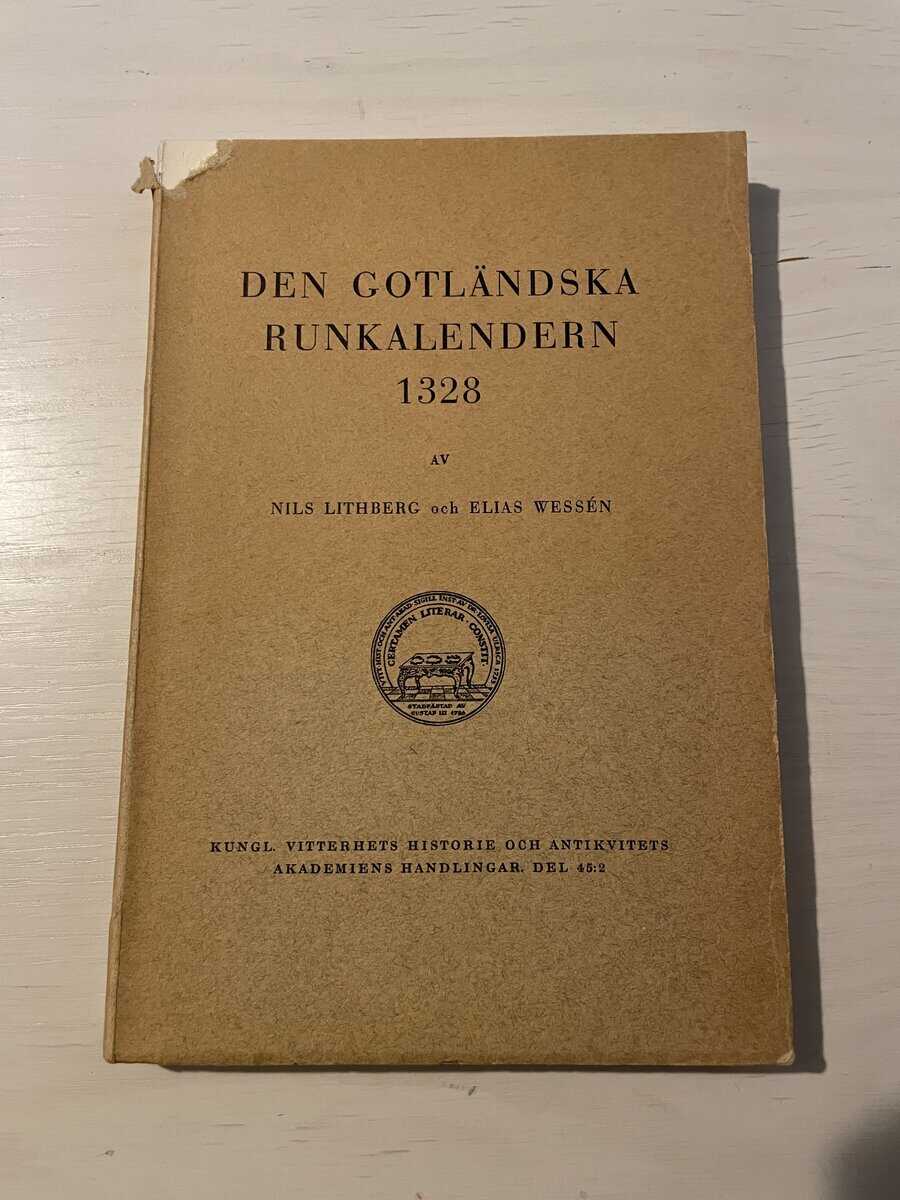 DEN GOTLÄNDSKA
RUNKALENDERN
1328
AV
NILS LITHBERG och ELIAS WESSÉN
CERTAMEN LITERAR. CONSTIT.
STADFÄSTAD AV
GUSTAF III 1786
KUNGL. VITTERHETS HISTORIE OCH ANTIKVITETS
AKADEMIENS HANDLINGAR. DEL 45:2